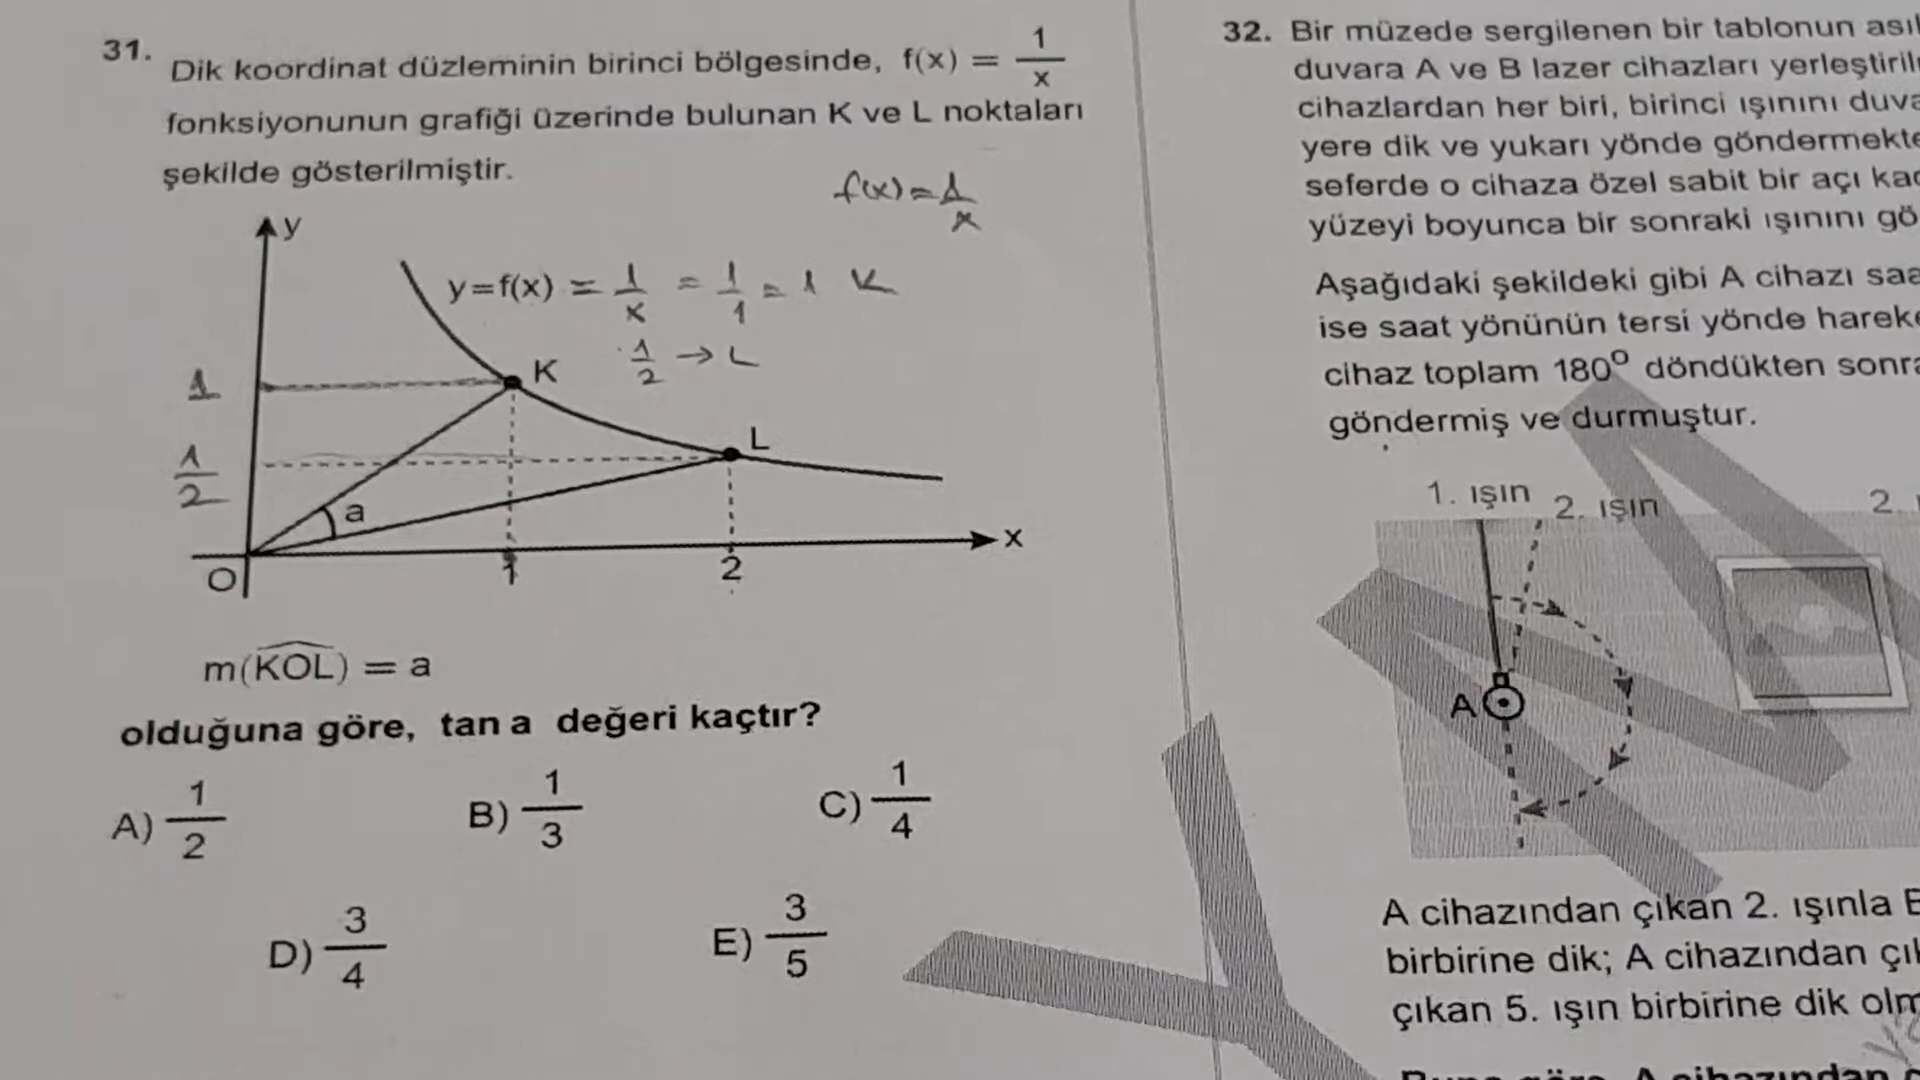 31.
Dik koordinat düzleminin birinci bölgesinde, f(x) = 1/x
fonksiyonunun grafiği üzerinde bulunan K ve L noktaları
şekilde gösterilmiştir.
f(x) = 1/x
y
y=f(x) = 1/x = 1/1 = 1 K
1/2 → L
K
1
L
1/2
a
x
O
1
2
m(KOL) = a
olduğuna göre, tan a değeri kaçtır?
A) 1/2
B) 1/3
C) 1/4
D) 3/4
E) 3/5
32. Bir müzede sergilenen bir tablonun
duvara A ve B lazer cihazları
cihazlardan her biri, birinci ışınını
yere dik ve yukarı yönde
seferde o cihaza özel sabit bir açı
yüzeyi boyunca bir sonraki ışınını
Aşağıdaki şekildeki gibi A cihazı
ise saat yönünün tersi yönde
cihaz toplam 180° döndükten
göndermiş ve durmuştur.
1. ışın
2. ışın
2.
A
A cihazından çıkan 2. ışınla
birbirine dik; A cihazından
çıkan 5. ışın birbirine dik